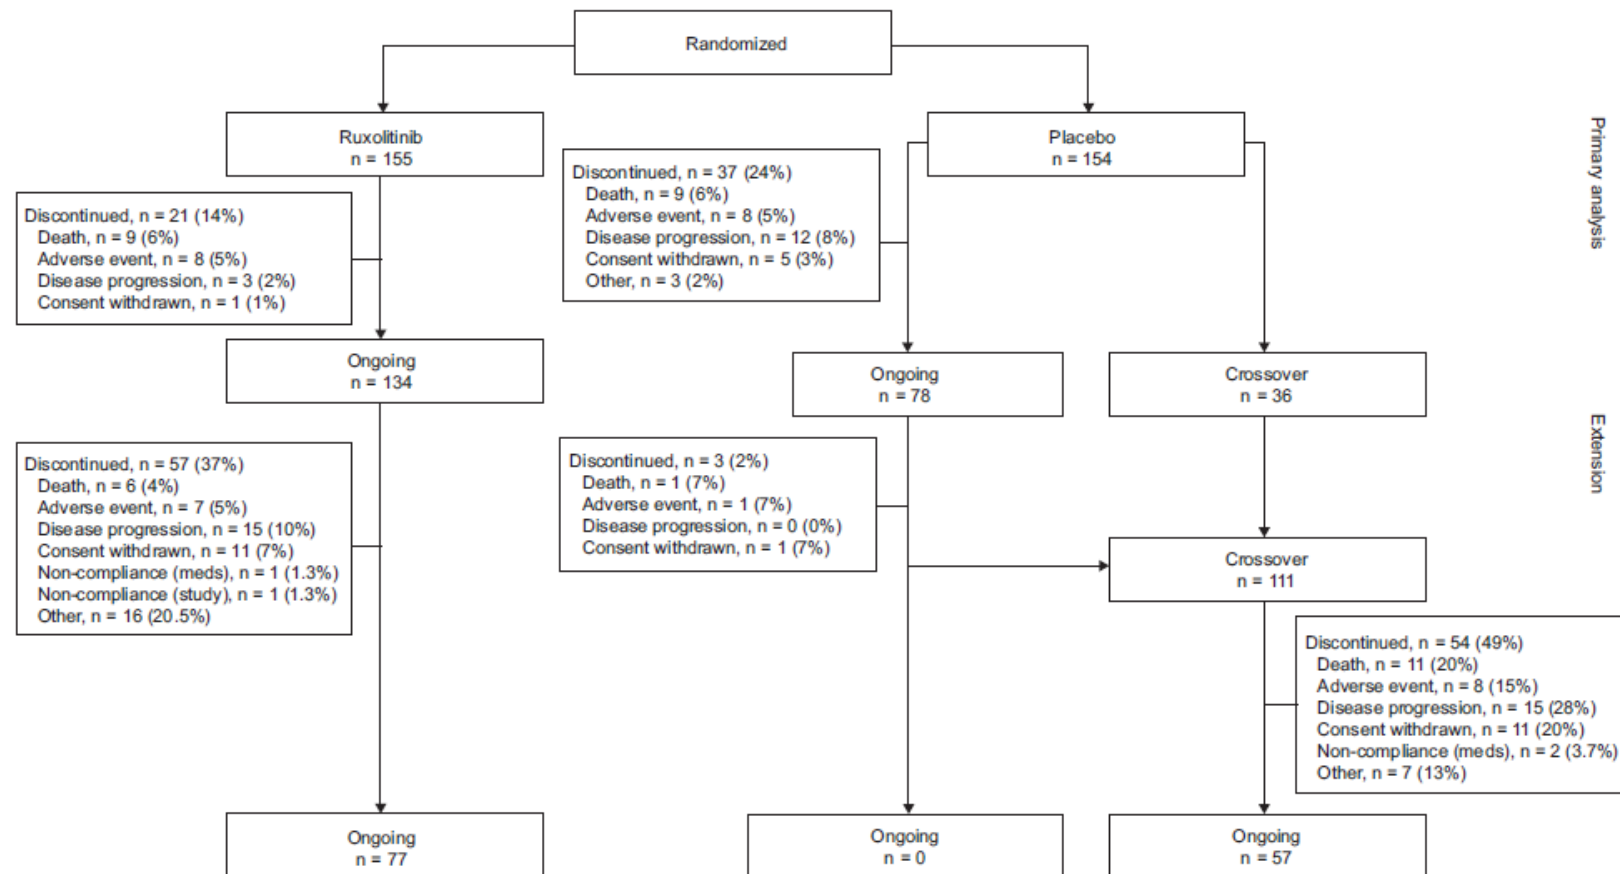 Randomized
Ruxolitinib
n = 155
Placebo
n = 154
Primary analysis
Discontinued, n = 21 (14%)
Death, n = 9 (6%)
Adverse event, n = 8 (5%)
Disease progression, n = 3 (2%)
Consent withdrawn, n = 1 (1%)
Discontinued, n = 37 (24%)
Death, n = 9 (6%)
Adverse event, n = 8 (5%)
Disease progression, n = 12 (8%)
Consent withdrawn, n = 5 (3%)
Other, n = 3 (2%)
Ongoing
n = 134
Ongoing
n = 78
Crossover
n = 36
Extension
Discontinued, n = 57 (37%)
Death, n = 6 (4%)
Adverse event, n = 7 (5%)
Disease progression, n = 15 (10%)
Consent withdrawn, n = 11 (7%)
Non-compliance (meds), n = 1 (1.3%)
Non-compliance (study), n = 1 (1.3%)
Other, n = 16 (20.5%)
Discontinued, n = 3 (2%)
Death, n = 1 (7%)
Adverse event, n = 1 (7%)
Disease progression, n = 0 (0%)
Consent withdrawn, n = 1 (7%)
Crossover
n = 111
Discontinued, n = 54 (49%)
Death, n = 11 (20%)
Adverse event, n = 8 (15%)
Disease progression, n = 15 (28%)
Consent withdrawn, n = 11 (20%)
Non-compliance (meds), n = 2 (3.7%)
Other, n = 7 (13%)
Ongoing
n = 77
Ongoing
n = 0
Ongoing
n = 57